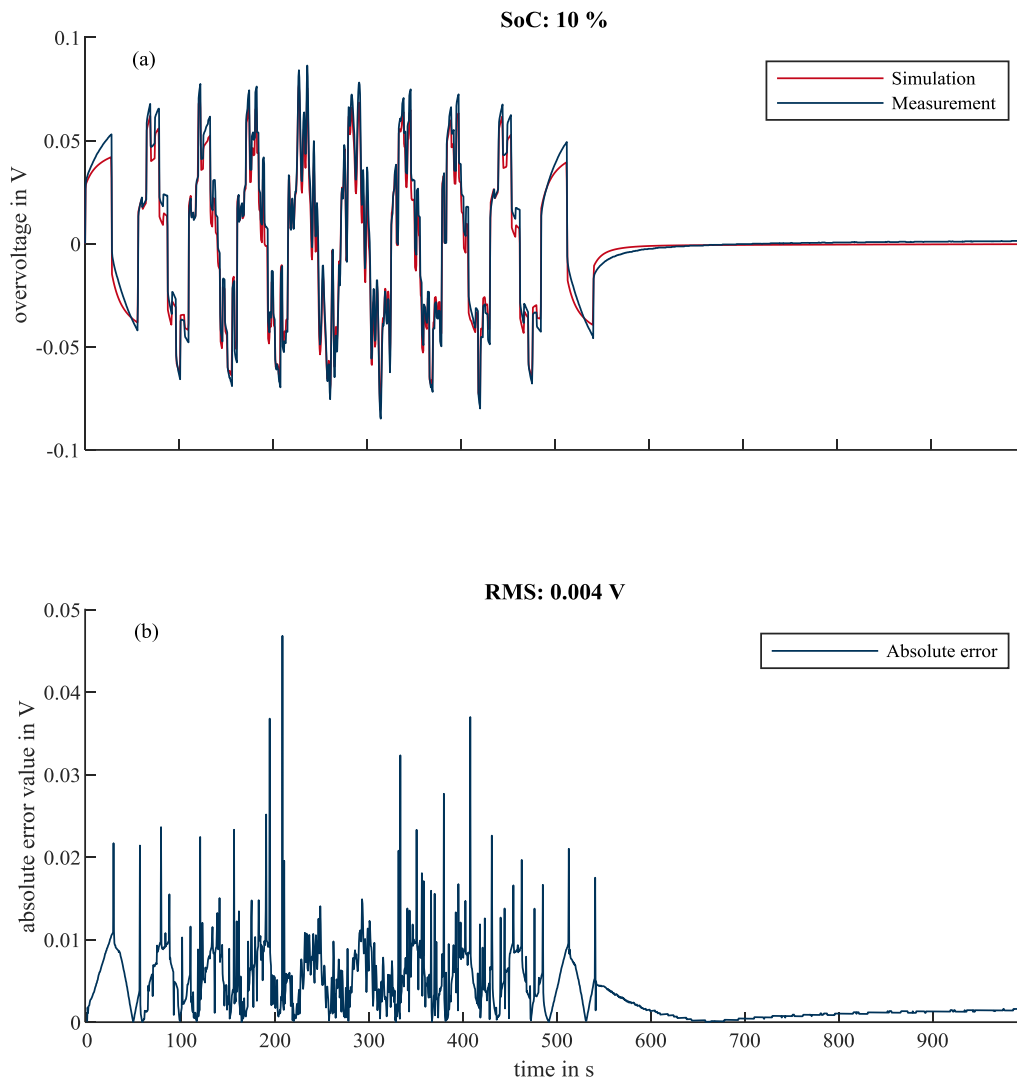 SoC: 10 %
0.1
(a)
Simulation
Measurement
0.05
0
-0.05
-0.1
overvoltage in V
RMS: 0.004 V
0.05
(b)
Absolute error
0.04
0.03
0.02
0.01
0
absolute error value in V
0 100 200 300 400 500 600 700 800 900
time in s